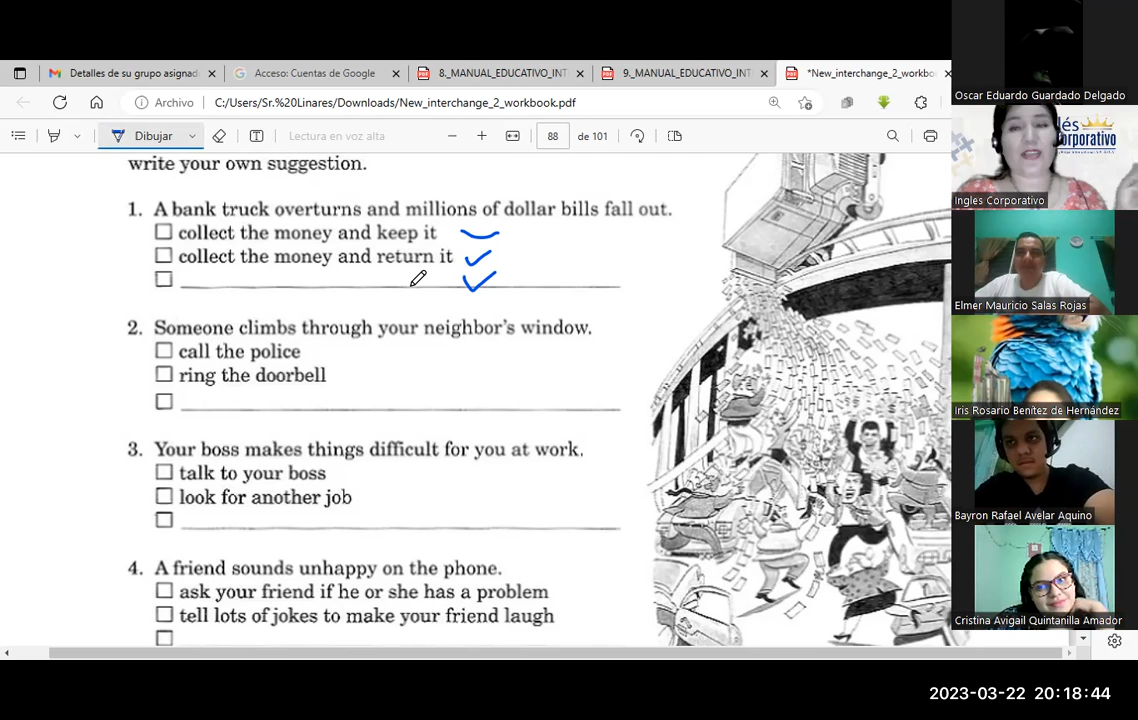 Detalles de su grupo asignad
Acceso: Cuentas de Google
8._MANUAL_EDUCATIVO_INT
9._MANUAL_EDUCATIVO_INT
*New_interchange_2_workbo
Archivo
C:/Users/Sr.%20Linares/Downloads/New_interchange_2_workbook.pdf
Dibujar
Lectura en voz alta
88 de 101
write your own suggestion.
1. A bank truck overturns and millions of dollar bills fall out.
collect the money and keep it
collect the money and return it
2. Someone climbs through your neighbor's window.
call the police
ring the doorbell
3. Your boss makes things difficult for you at work.
talk to your boss
look for another job
4. A friend sounds unhappy on the phone.
ask your friend if he or she has a problem
tell lots of jokes to make your friend laugh
Oscar Eduardo Guardado Delgado
lés
orporativo
Ingles Corporativo
Elmer Mauricio Salas Rojas
Iris Rosario Benítez de Hernández
Bayron Rafael Avelar Aquino
Cristina Avigail Quintanilla Amador
2023-03-22 20:18:44